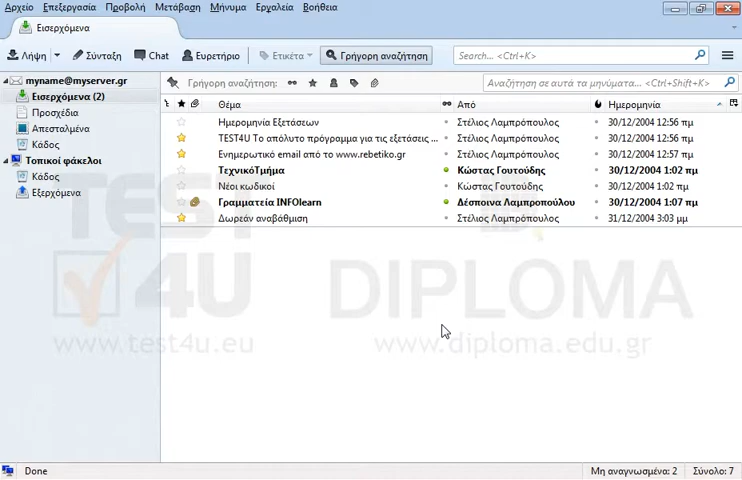 Αρχείο Επεξεργασία Προβολή Μετάβαση Μήνυμα Εργαλεία Βοήθεια
Εισερχόμενα
Λήψη Σύνταξη Chat Ευρετήριο Ετικέτα Γρήγορη αναζήτηση Search... <Ctrl+K>
myname@myserver.gr
Εισερχόμενα (2)
Προσχέδια
Απεσταλμένα
Κάδος
Τοπικοί φάκελοι
Κάδος
Εξερχόμενα
Γρήγορη αναζήτηση: Αναζήτηση σε αυτά τα μηνύματα... <Ctrl+Shift+K>
Θέμα Από Ημερομηνία
Ημερομηνία Εξετάσεων Στέλιος Λαμπρόπουλος 30/12/2004 12:56 πμ
TEST4U Το απόλυτο πρόγραμμα για τις εξετάσεις ... Στέλιος Λαμπρόπουλος 30/12/2004 12:56 πμ
Ενημερωτικό email από το www.rebetiko.gr Στέλιος Λαμπρόπουλος 30/12/2004 12:57 πμ
ΤεχνικόΤμήμα Κώστας Γουτούδης 30/12/2004 1:02 πμ
Νέοι κωδικοί Κώστας Γουτούδης 30/12/2004 1:02 πμ
Γραμματεία INFOlearn Δέσποινα Λαμπροπούλου 30/12/2004 1:07 πμ
Δωρεάν αναβάθμιση Στέλιος Λαμπρόπουλος 31/12/2004 3:03 μμ
TEST
4U
www.test4u.eu
DIPLOMA
www.diploma.edu.gr
Done Μη αναγνωσμένα: 2 Σύνολο: 7